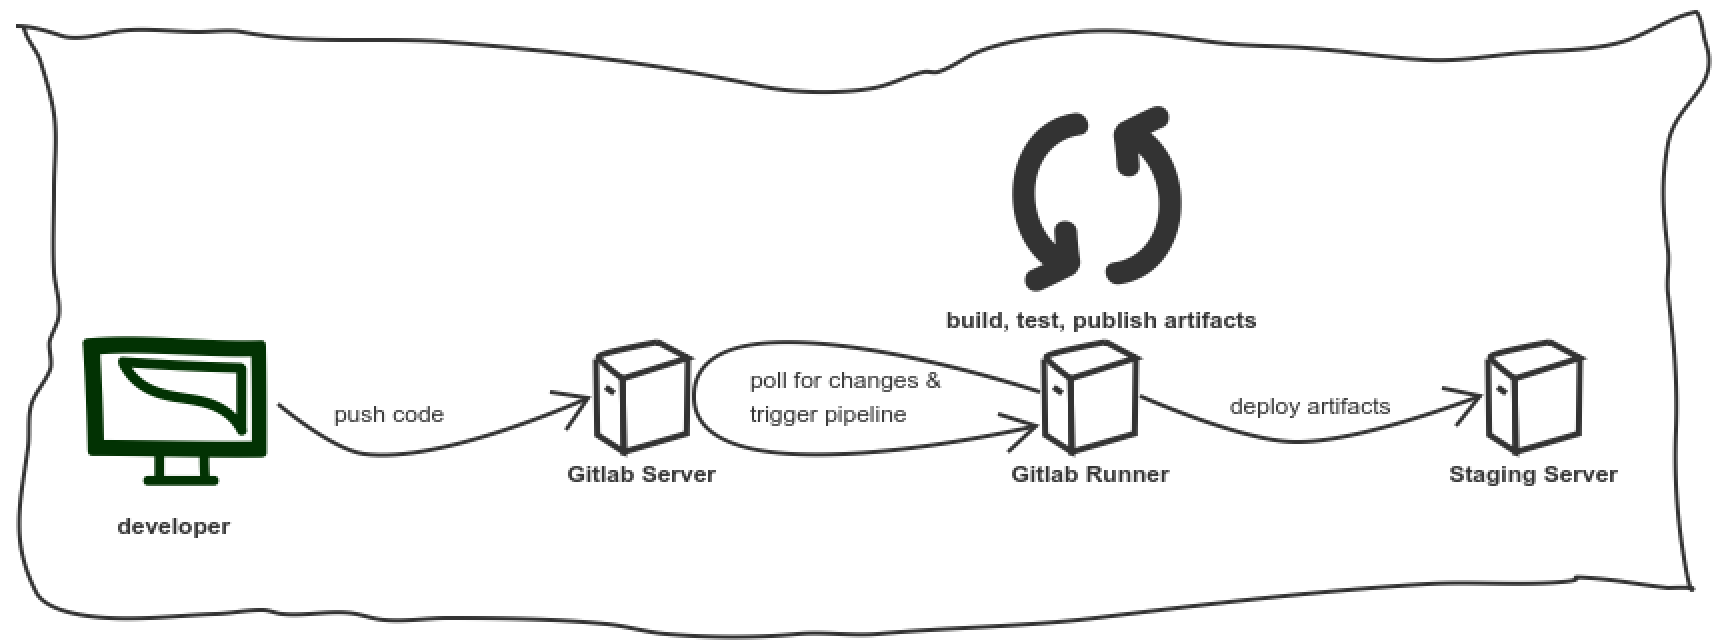 build, test, publish artifacts
poll for changes &
trigger pipeline
push code
deploy artifacts
Gitlab Server
Gitlab Runner
Staging Server
developer